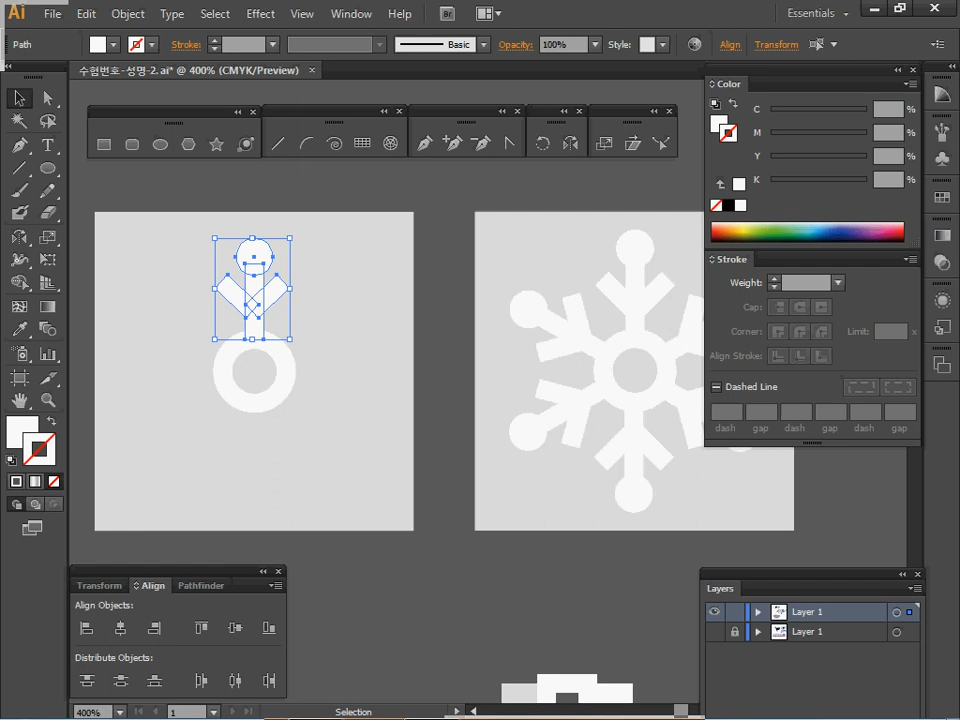 Ai File Edit Object Type Select Effect View Window Help Br Essentials
Path Stroke: Basic Opacity: 100% Style: Align Transform
수험번호-성명-2.ai* @ 400% (CMYK/Preview)
Color
C %
M %
Y %
K %
Stroke
Weight:
Cap:
Corner: Limit: x
Align Stroke:
Dashed Line
dash gap dash gap dash gap
Transform Align Pathfinder
Align Objects:
Distribute Objects:
Layers
Layer 1
Layer 1
400% 1 Selection